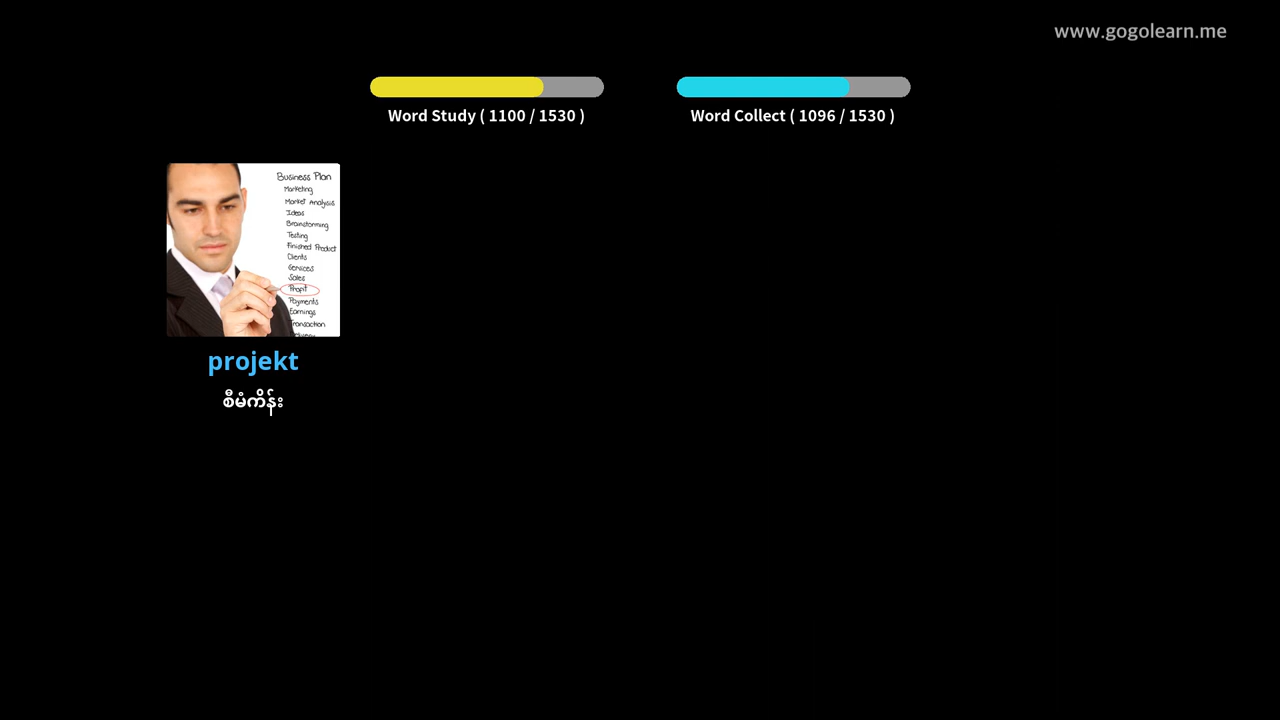 www.gogolearn.me
Word Study ( 1100 / 1530 )
Word Collect ( 1096 / 1530 )
Business Plan
Marketing
Market Analysis
Ideas
Brainstorming
Testing
Finished Product
Clients
Services
Sales
Profit
Payments
Earnings
Transaction
Delivery
projekt
စီမံကိန်း